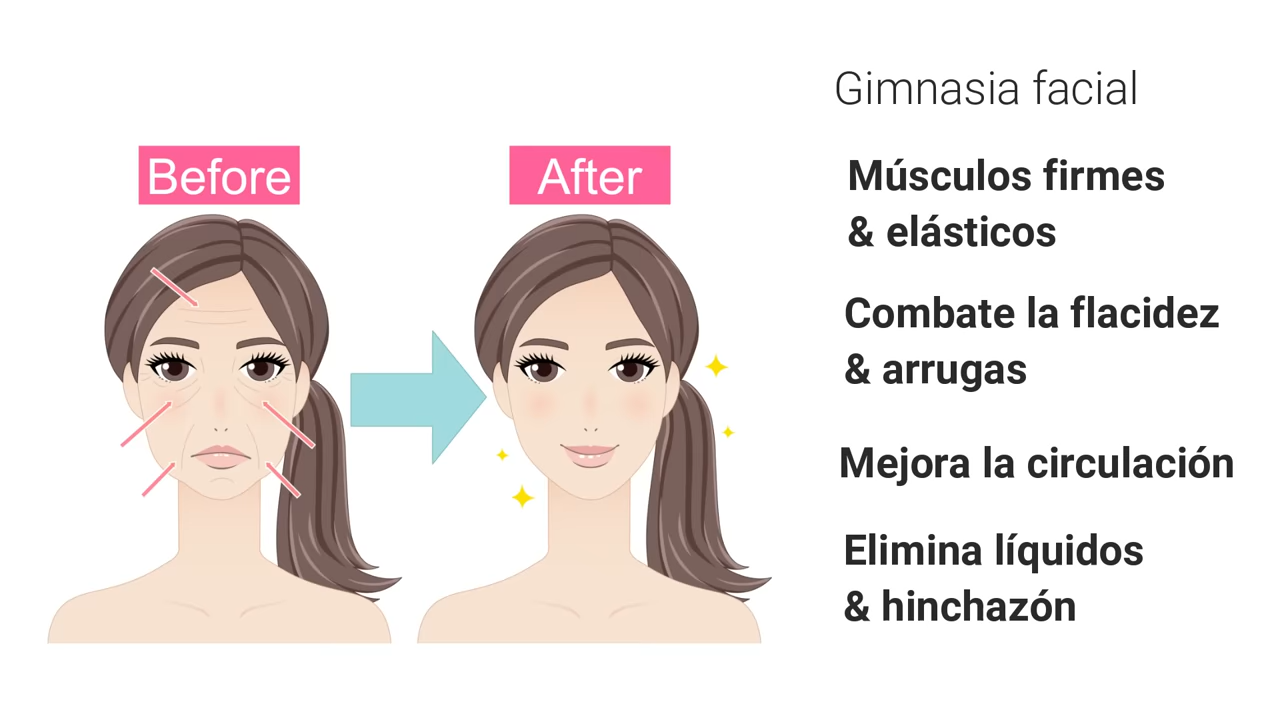 Before
After
Gimnasia facial
Músculos firmes
& elásticos
Combate la flacidez
& arrugas
Mejora la circulación
Elimina líquidos
& hinchazón